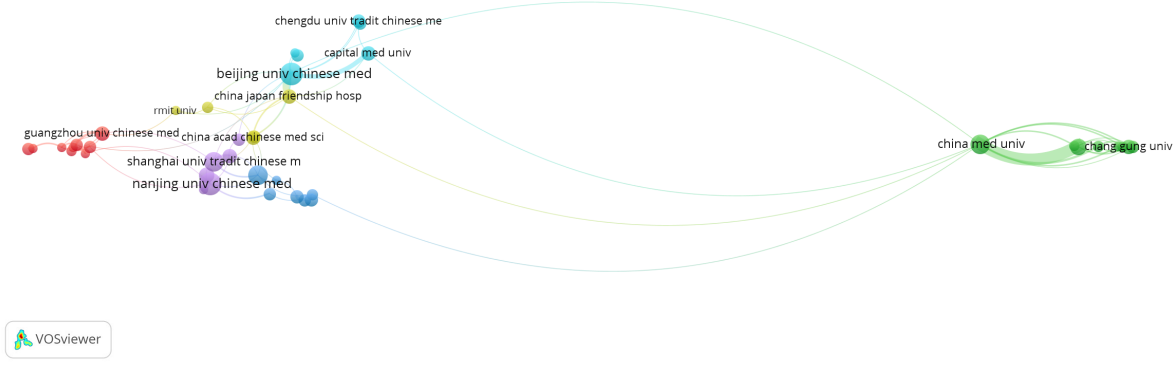 chengdu univ tradit chinese me
capital med univ
beijing univ chinese med
china japan friendship hosp
rmit univ
guangzhou univ chinese med
china acad chinese med sci
china med univ
chang gung univ
shanghai univ tradit chinese m
nanjing univ chinese med
VOSviewer